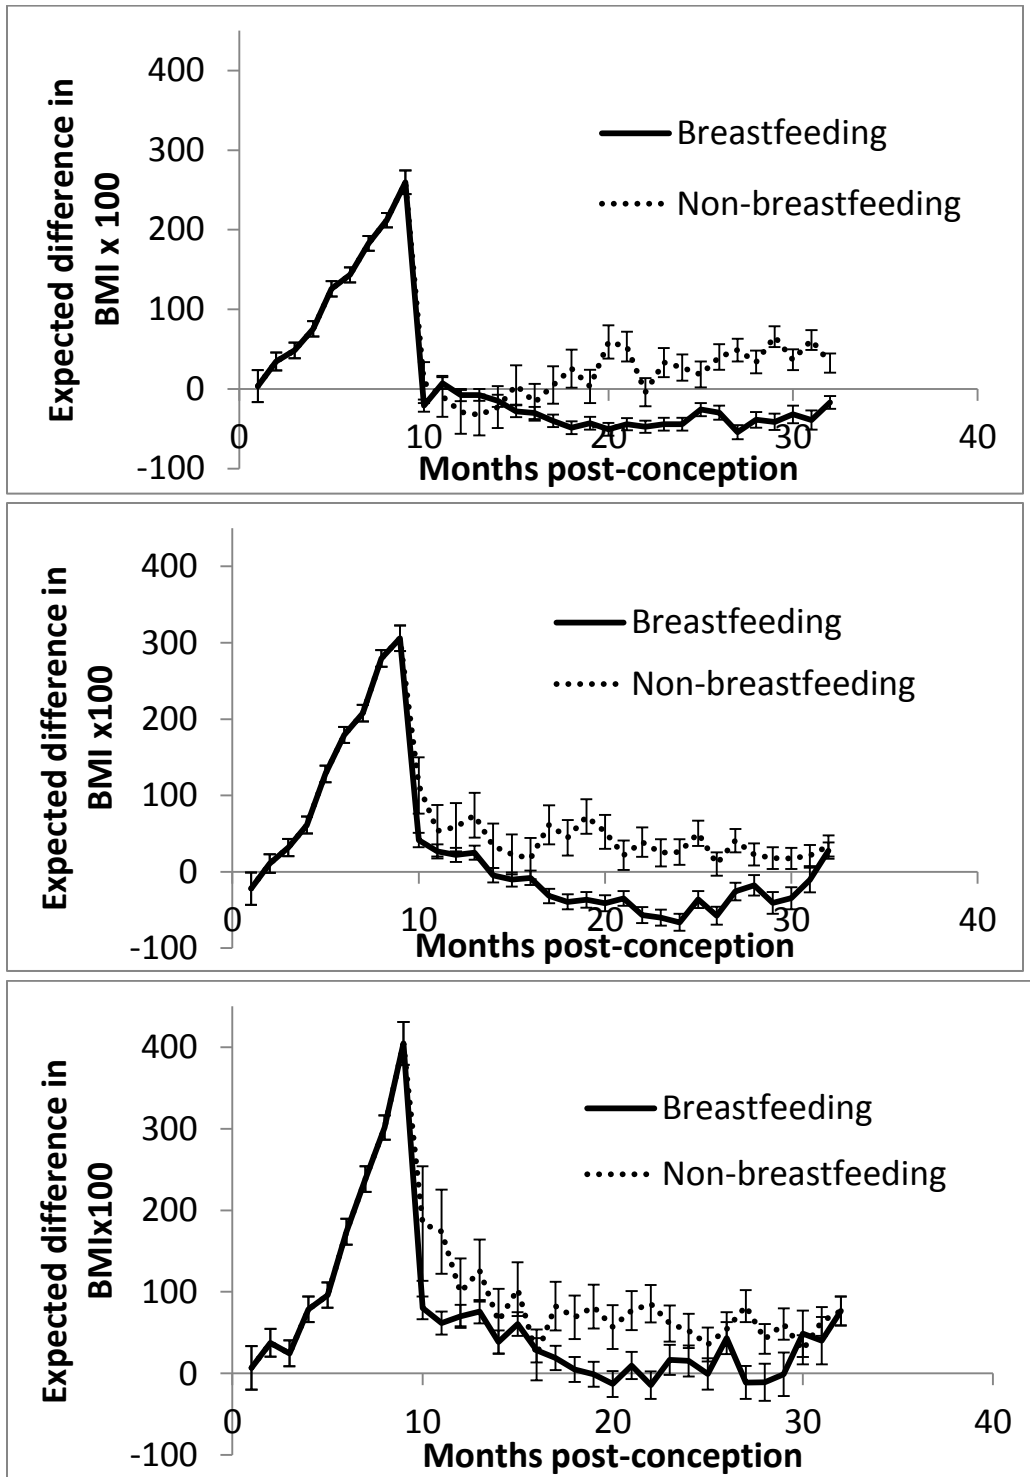 Expected difference in
BMI x 100
400
300
200
100
0
-100
Breastfeeding
Non-breastfeeding
0
10
20
30
40
Months post-conception
Expected difference in
BMI x100
400
300
200
100
0
-100
Breastfeeding
Non-breastfeeding
0
10
20
30
40
Months post-conception
Expected difference in
BMIx100
400
300
200
100
0
-100
Breastfeeding
Non-breastfeeding
0
10
20
30
40
Months post-conception